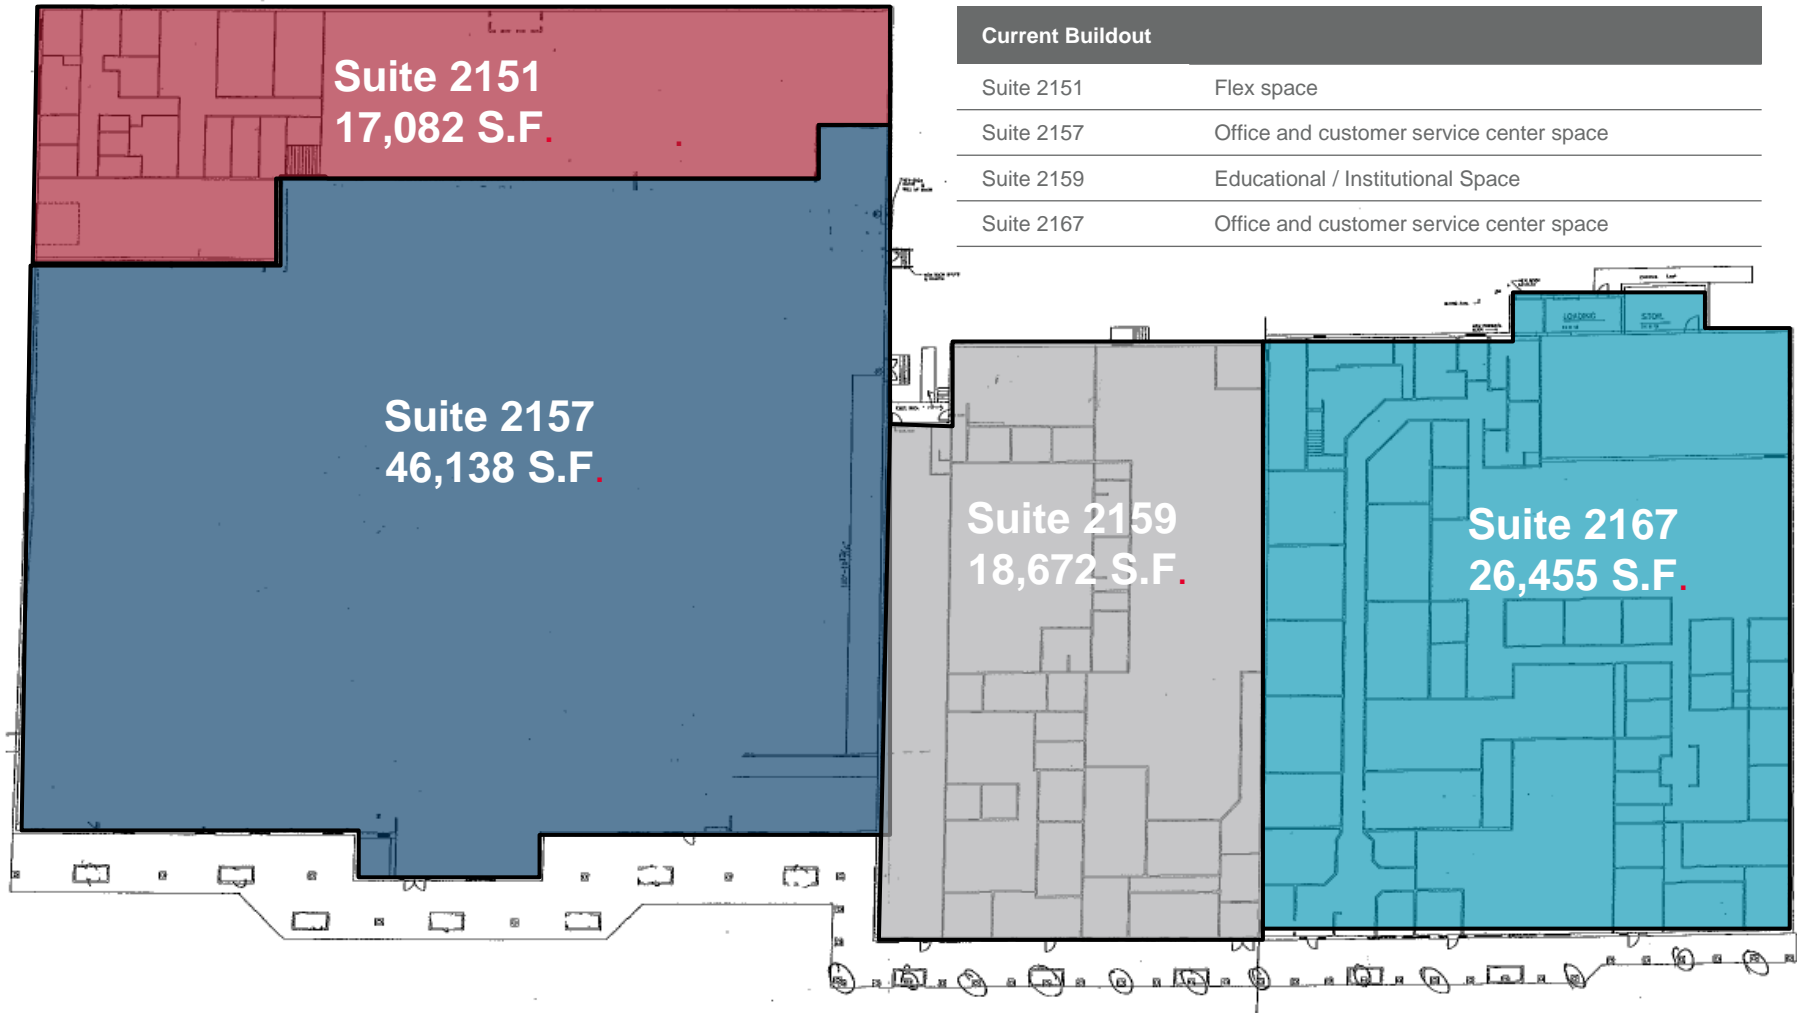 Suite 2151
17,082 S.F.
Current Buildout
Suite 2151 Flex space
Suite 2157 Office and customer service center space
Suite 2159 Educational / Institutional Space
Suite 2167 Office and customer service center space
LOADING
STOR.
Suite 2157
46,138 S.F.
Suite 2159
18,672 S.F.
Suite 2167
26,455 S.F.